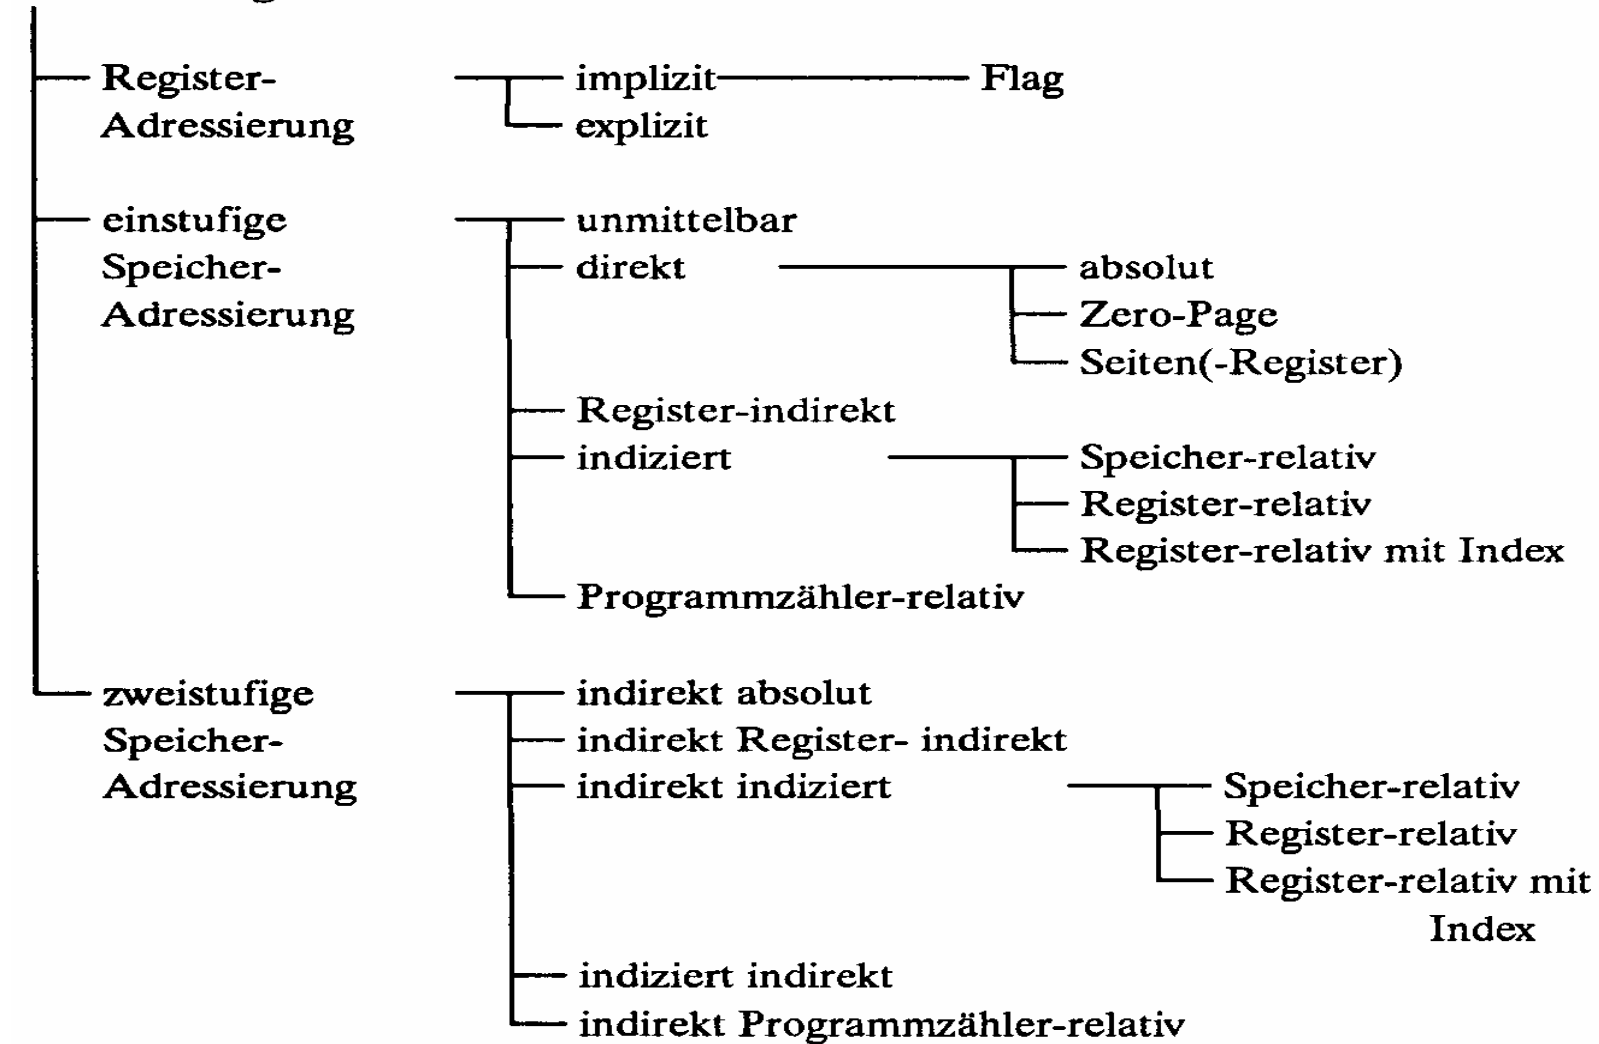 Register- implizit Flag
Adressierung explizit
einstufige unmittelbar
Speicher- direkt absolut
Adressierung Zero-Page
Seiten(-Register)
Register-indirekt
indiziert Speicher-relativ
Register-relativ
Register-relativ mit Index
Programmzähler-relativ
zweistufige indirekt absolut
Speicher- indirekt Register- indirekt
Adressierung indirekt indiziert Speicher-relativ
Register-relativ
Register-relativ mit
Index
indiziert indirekt
indirekt Programmzähler-relativ